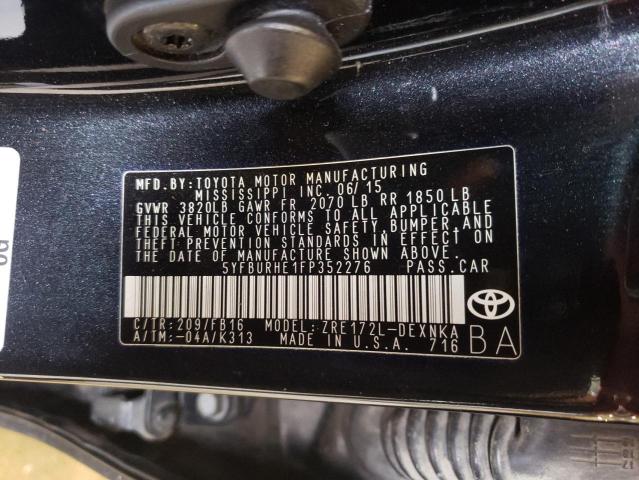 MFD.BY: TOYOTA MOTOR MANUFACTURING
MISSISSIPPI INC. 06/15
GVWR 3820LB GAWR FR 2070 LB RR 1850 LB
THIS VEHICLE CONFORMS TO ALL APPLICABLE
FEDERAL MOTOR VEHICLE SAFETY, BUMPER, AND
THEFT PREVENTION STANDARDS IN EFFECT ON
THE DATE OF MANUFACTURE SHOWN ABOVE.
5YFBURHE1FP352276 PASS.CAR
C/TR: 209/FB16 MODEL: ZRE172L-DEXNKA
A/TM: -04A/K313 MADE IN U.S.A. 716
BA